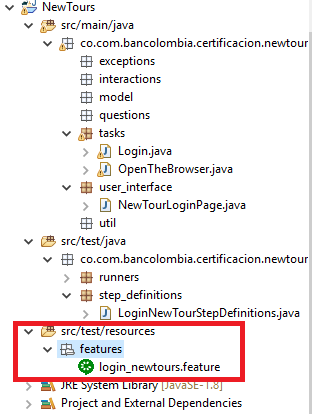 NewTours
src/main/java
co.com.bancolombia.certificacion.newtour
exceptions
interactions
model
questions
tasks
Login.java
OpenTheBrowser.java
user_interface
NewTourLoginPage.java
util
src/test/java
co.com.bancolombia.certificacion.newtour
runners
step_definitions
LoginNewTourStepDefinitions.java
src/test/resources
features
login_newtours.feature
JRE System Library [JavaSE-1.8]
Project and External Dependencies